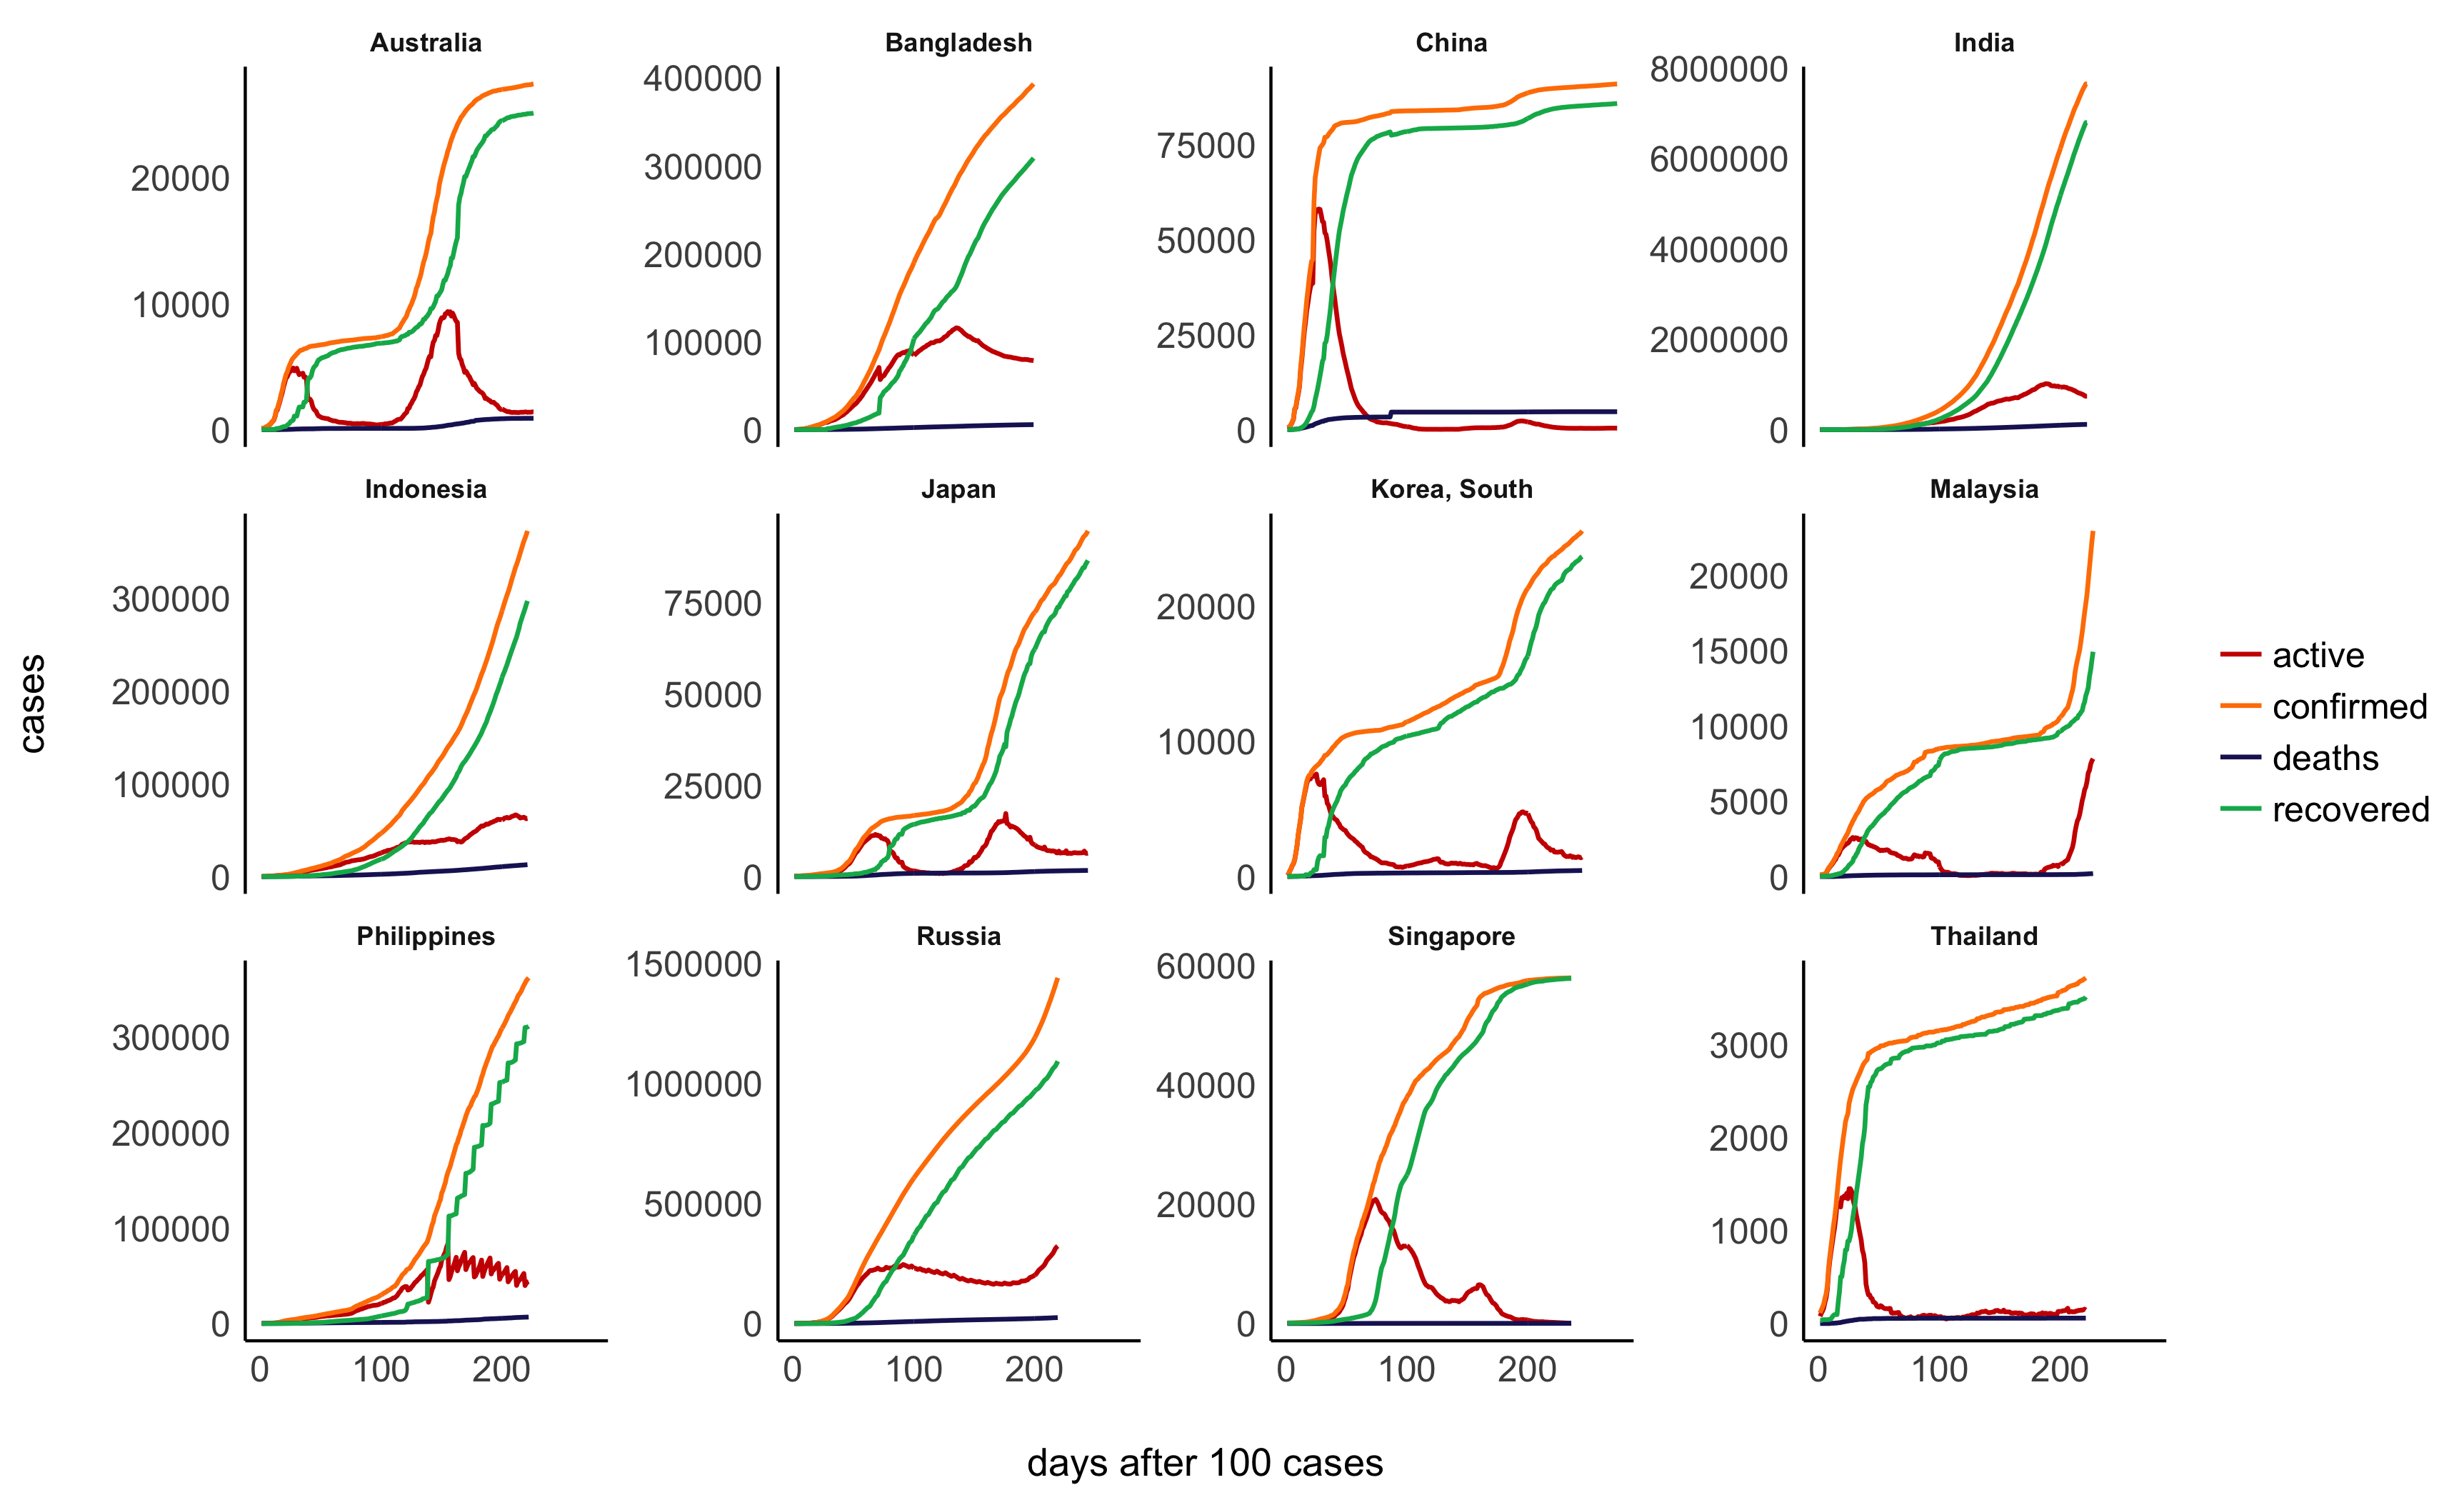 Australia
Bangladesh
China
India
20000
10000
0
400000
300000
200000
100000
0
75000
50000
25000
0
8000000
6000000
4000000
2000000
0
Indonesia
Japan
Korea, South
Malaysia
300000
200000
100000
0
75000
50000
25000
0
20000
10000
0
20000
15000
10000
5000
0
cases
active
confirmed
deaths
recovered
Philippines
Russia
Singapore
Thailand
300000
200000
100000
0
1500000
1000000
500000
0
60000
40000
20000
0
3000
2000
1000
0
0 100 200
0 100 200
0 100 200
0 100 200
days after 100 cases